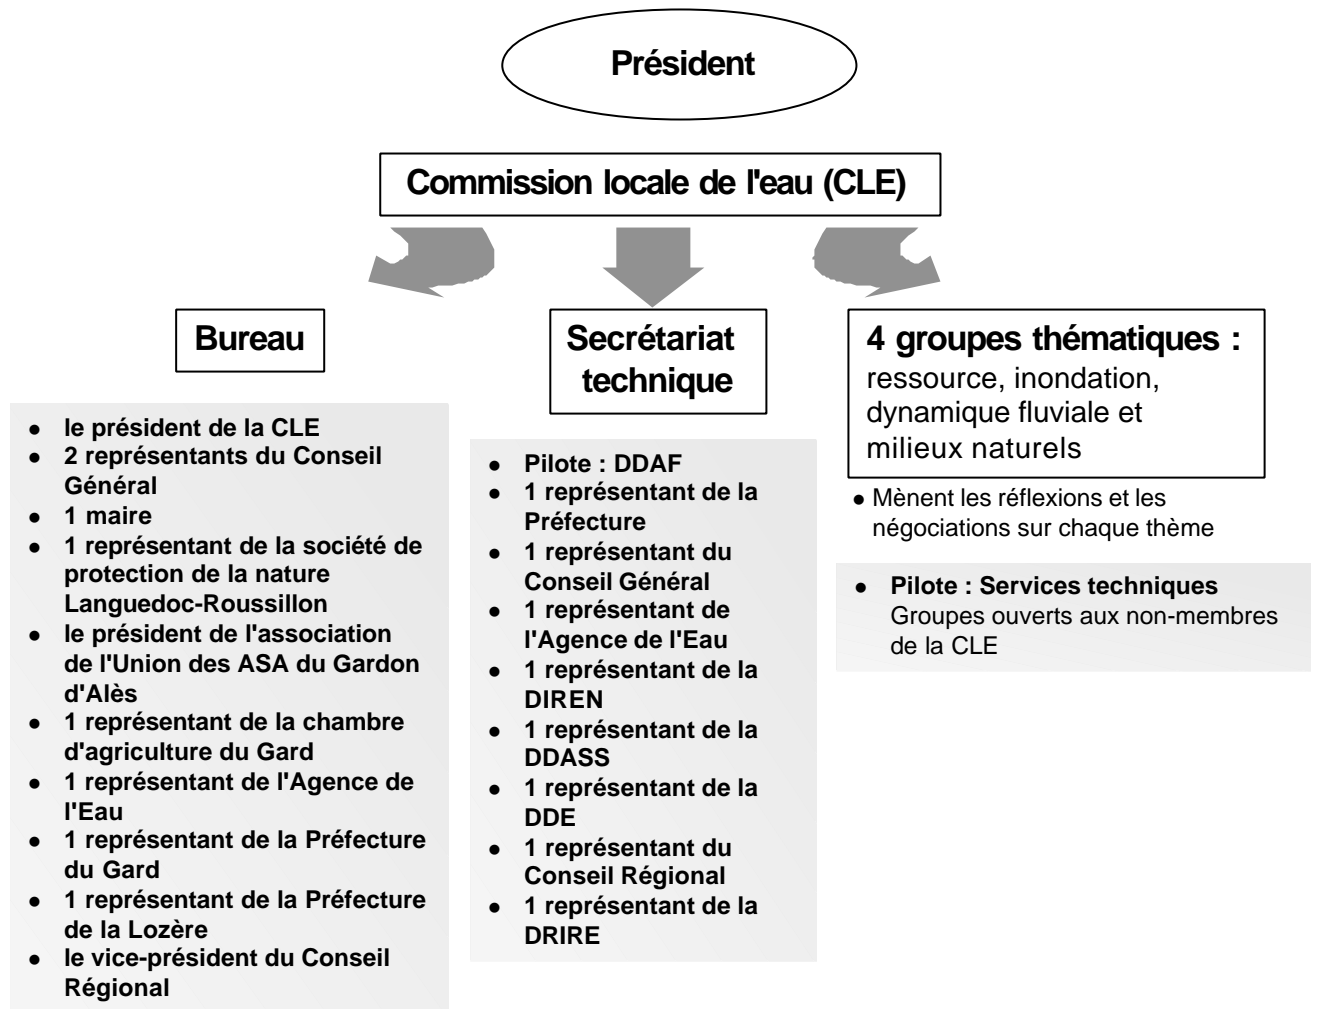 Président
Commission locale de l'eau (CLE)
Bureau
● le président de la CLE
● 2 représentants du Conseil
Général
● 1 maire
● 1 représentant de la société de
protection de la nature
Languedoc-Roussillon
● le président de l'association
de l'Union des ASA du Gardon
d'Alès
● 1 représentant de la chambre
d'agriculture du Gard
● 1 représentant de l'Agence de
l'Eau
● 1 représentant de la Préfecture
du Gard
● 1 représentant de la Préfecture
de la Lozère
● le vice-président du Conseil
Régional
Secrétariat
technique
● Pilote : DDAF
● 1 représentant de la
Préfecture
● 1 représentant du
Conseil Général
● 1 représentant de
l'Agence de l'Eau
● 1 représentant de la
DIREN
● 1 représentant de la
DDASS
● 1 représentant de la
DDE
● 1 représentant du
Conseil Régional
● 1 représentant de la
DRIRE
4 groupes thématiques :
ressource, inondation,
dynamique fluviale et
milieux naturels
● Mènent les réflexions et les
négociations sur chaque thème
● Pilote : Services techniques
Groupes ouverts aux non-membres
de la CLE